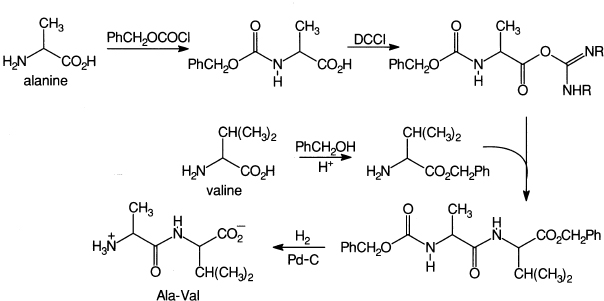 CH₃
H₂N
CO₂H
alanine
PhCH₂OCOCl
O
CH₃
PhCH₂O
N
H
CO₂H
DCCI
O
CH₃
PhCH₂O
N
H
O
O
NR
NHR
CH(CH₃)₂
H₂N
CO₂H
valine
PhCH₂OH
H⁺
CH(CH₃)₂
H₂N
CO₂CH₂Ph
CH₃
H₃N⁺
O
H
N
CO₂⁻
CH(CH₃)₂
Ala-Val
H₂
Pd-C
O
PhCH₂O
N
H
CH₃
O
H
N
CO₂CH₂Ph
CH(CH₃)₂